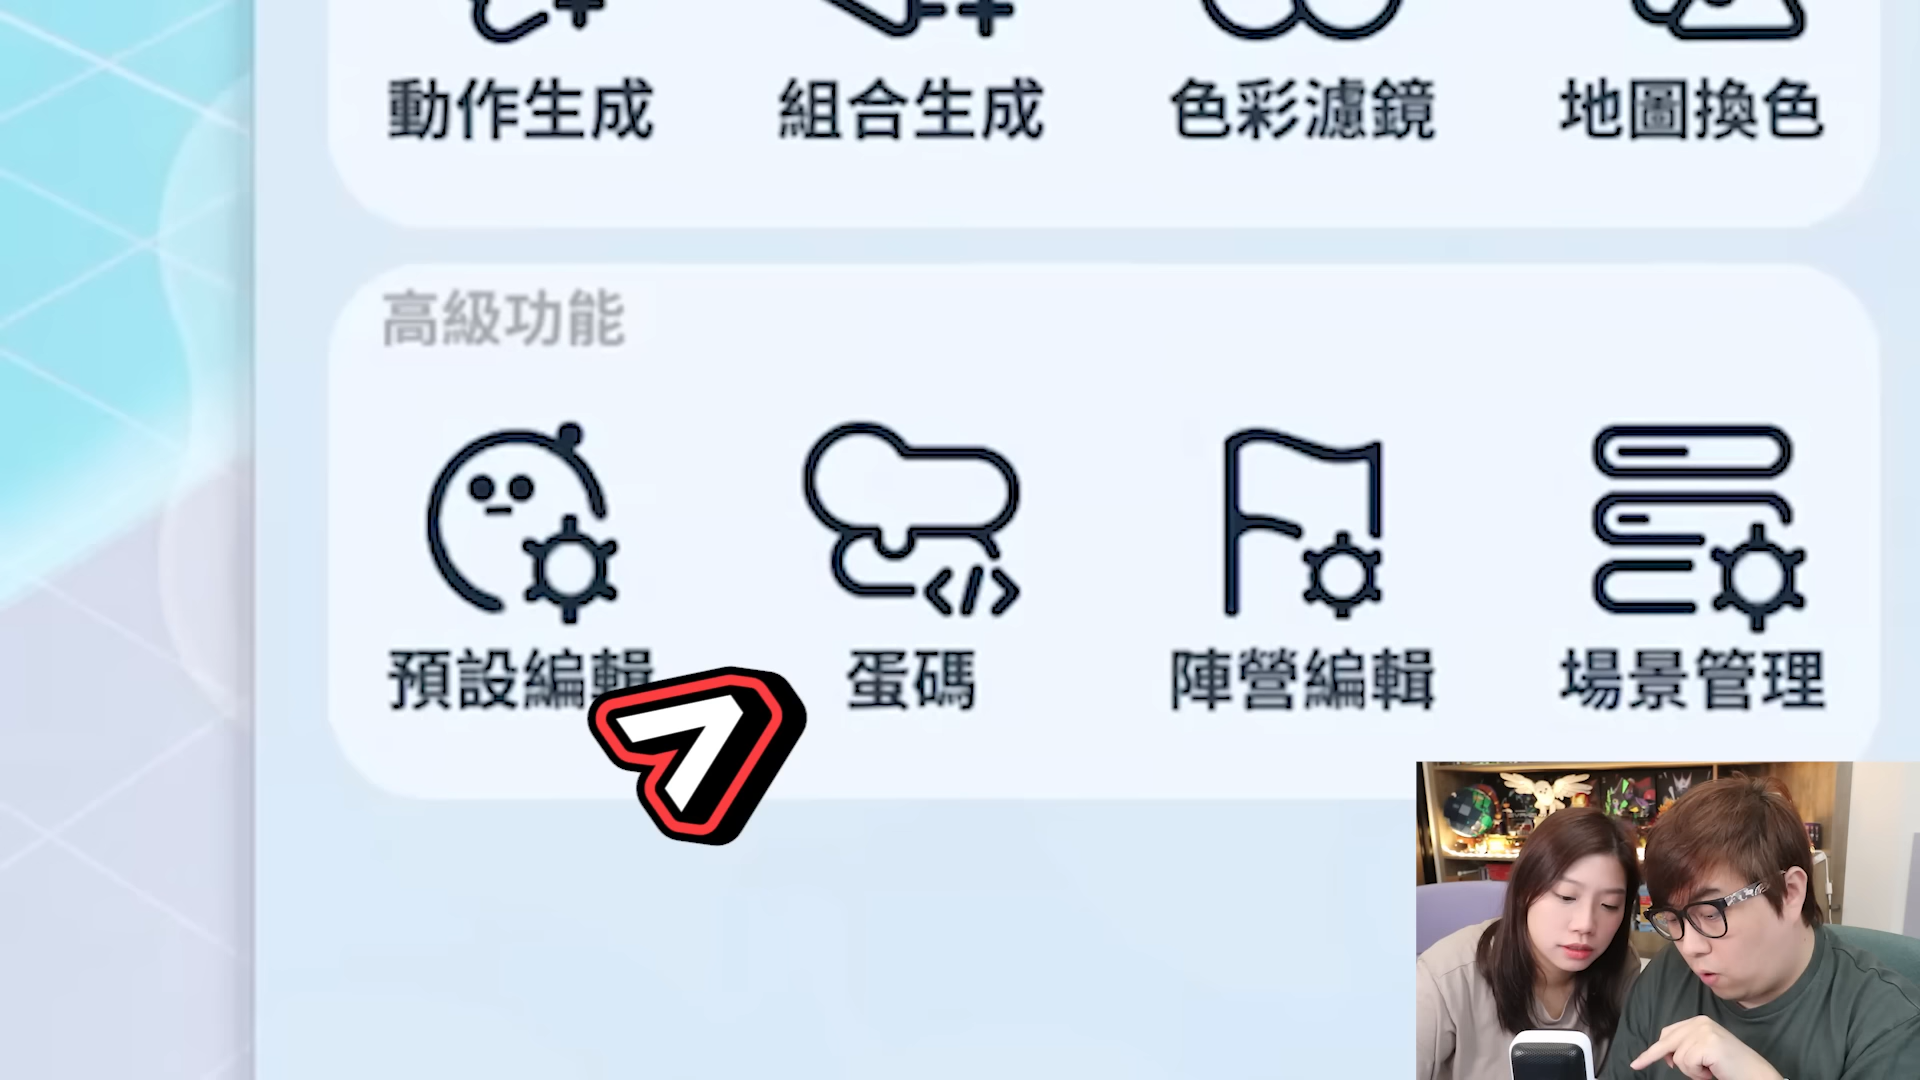 動作生成 組合生成 色彩濾鏡 地圖換色
高級功能
預設編輯 蛋碼 陣營編輯 場景管理